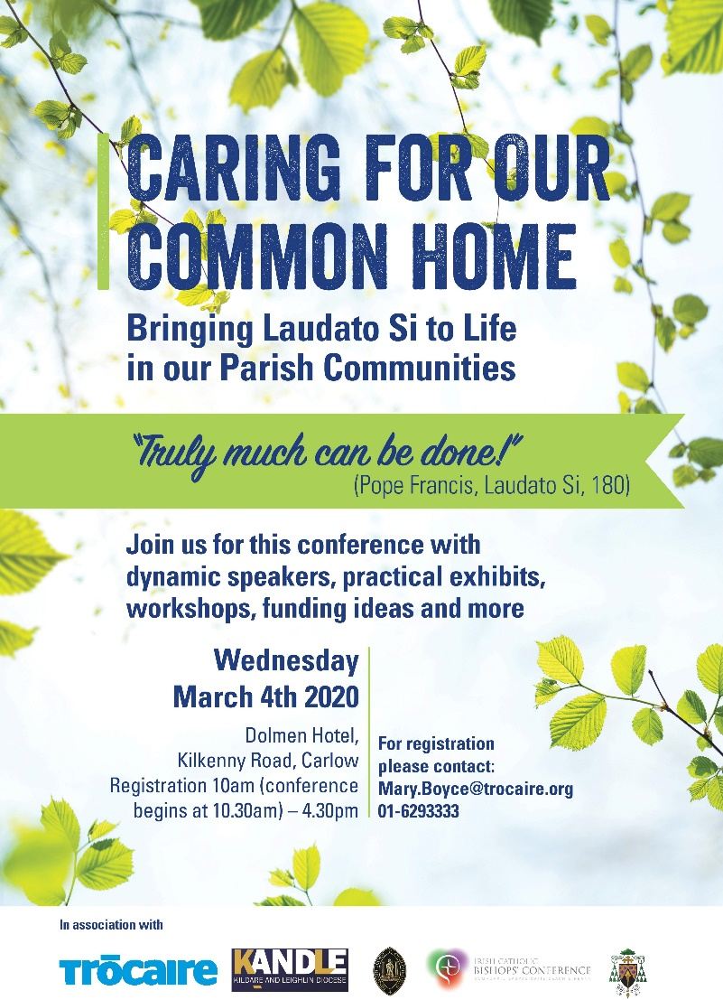 CARING FOR OUR
COMMON HOME
Bringing Laudato Si to Life
in our Parish Communities
"Truly much can be done!"
(Pope Francis, Laudato Si, 180)
Join us for this conference with
dynamic speakers, practical exhibits,
workshops, funding ideas and more
Wednesday
March 4th 2020
Dolmen Hotel,
Kilkenny Road, Carlow
Registration 10am (conference
begins at 10.30am) – 4.30pm
For registration
please contact:
Mary.Boyce@trocaire.org
01-6293333
In association with
Trōcaire
KANDLE
KILDARE AND LEIGHLIN DIOCESE
IRISH CATHOLIC
BISHOPS' CONFERENCE